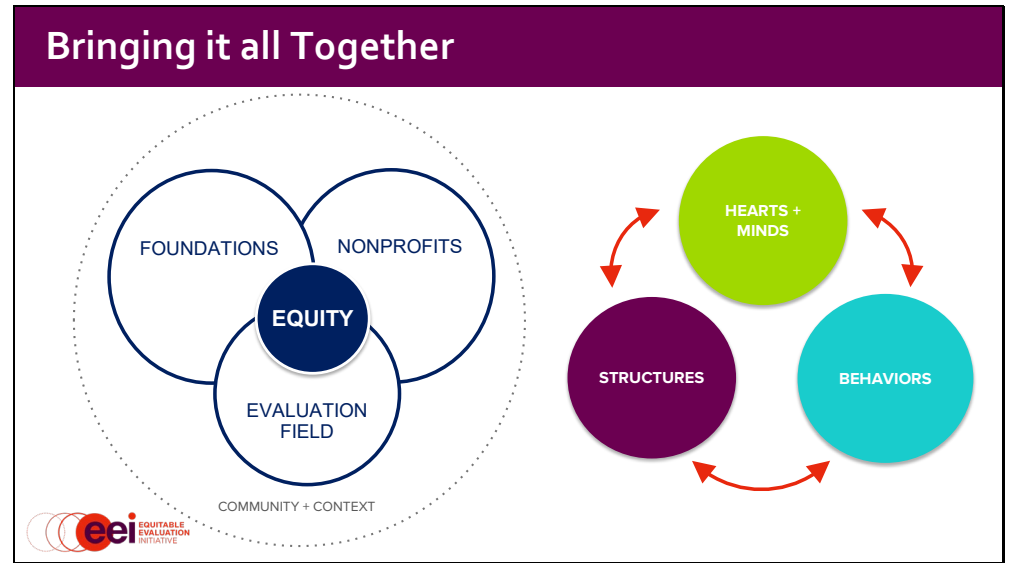 Bringing it all Together
FOUNDATIONS
NONPROFITS
EQUITY
EVALUATION
FIELD
COMMUNITY + CONTEXT
HEARTS +
MINDS
STRUCTURES
BEHAVIORS
eei
EQUITABLE
EVALUATION
INITIATIVE